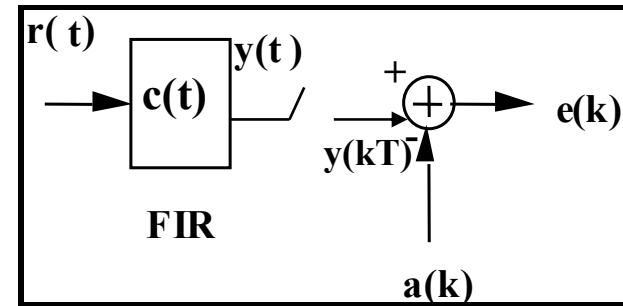 r( t)
y(t )
c(t)
+
+
e(k)
y(kT)
-
FIR
a(k)